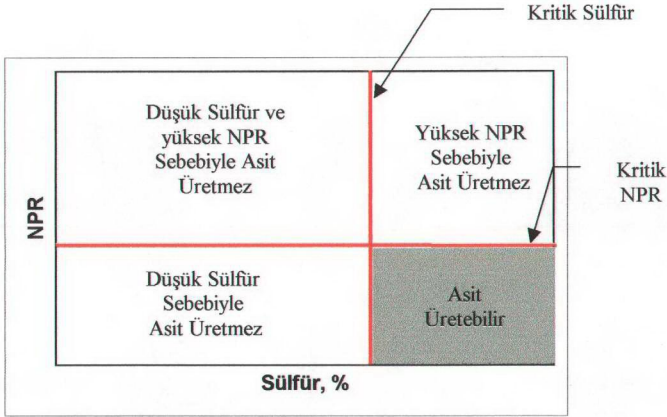 Kritik Sülfür
Düşük Sülfür ve
yüksek NPR
Sebebiyle Asit
Üretmez
Yüksek NPR
Sebebiyle
Asit Üretmez
Kritik
NPR
NPR
Düşük Sülfür
Sebebiyle
Asit Üretmez
Asit
Üretebilir
Sülfür, %